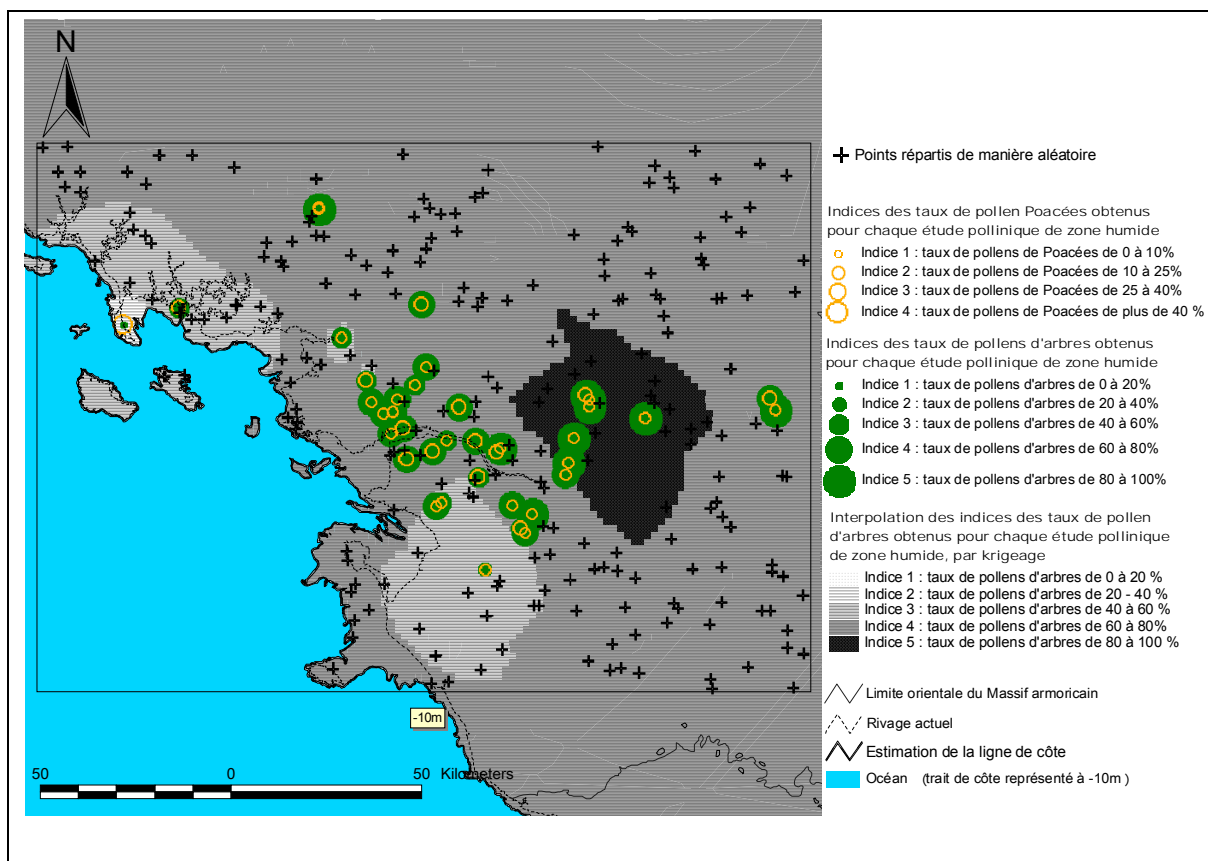 N
Points répartis de manière aléatoire
Indices des taux de pollen Poacées obtenus
pour chaque étude pollinique de zone humide
Indice 1 : taux de pollens de Poacées de 0 à 10%
Indice 2 : taux de pollens de Poacées de 10 à 25%
Indice 3 : taux de pollens de Poacées de 25 à 40%
Indice 4 : taux de pollens de Poacées de plus de 40 %
Indices des taux de pollens d'arbres obtenus
pour chaque étude pollinique de zone humide
Indice 1 : taux de pollens d'arbres de 0 à 20%
Indice 2 : taux de pollens d'arbres de 20 à 40%
Indice 3 : taux de pollens d'arbres de 40 à 60%
Indice 4 : taux de pollens d'arbres de 60 à 80%
Indice 5 : taux de pollens d'arbres de 80 à 100%
Interpolation des indices des taux de pollen
d'arbres obtenus pour chaque étude pollinique
de zone humide, par krigeage
Indice 1 : taux de pollens d'arbres de 0 à 20 %
Indice 2 : taux de pollens d'arbres de 20 - 40 %
Indice 3 : taux de pollens d'arbres de 40 à 60 %
Indice 4 : taux de pollens d'arbres de 60 à 80%
Indice 5 : taux de pollens d'arbres de 80 à 100 %
Limite orientale du Massif armoricain
Rivage actuel
Estimation de la ligne de côte
Océan (trait de côte représenté à -10m )
-10m
50 0 50 Kilometers